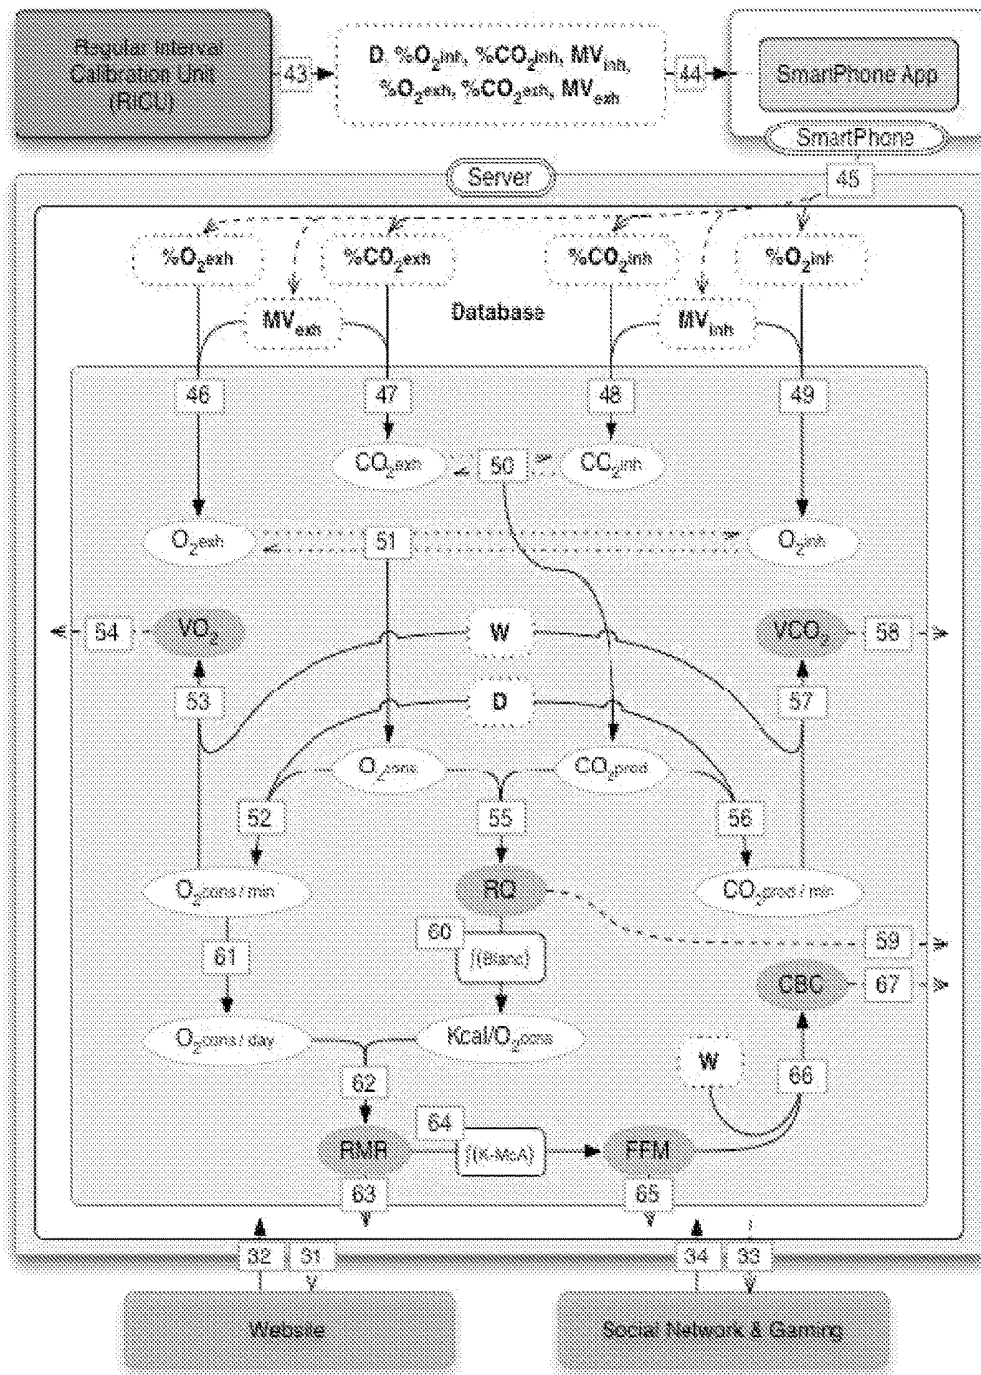 Regular Interval
Calibration Unit
(RICU)
43
D, %O2inh, %CO2inh, MVinh,
%O2exh, %CO2exh, MVexh
44
SmartPhone App
SmartPhone
Server
45
%O2exh
%CO2exh
%CO2inh
%O2inh
MVexh
Database
MVinh
46
47
48
49
CO2exh
50
CC2inh
O2exh
51
O2inh
54
VO2
W
VCO2
58
53
D
57
O2cons
CO2prod
52
55
56
O2cons / min
RQ
CO2prod / min
60
59
61
∫(Blanc)
CBC
67
O2cons / day
Kcal/O2cons
W
62
66
64
RMR
∫(K-McA)
FFM
63
65
32
31
34
33
Website
Social Network & Gaming